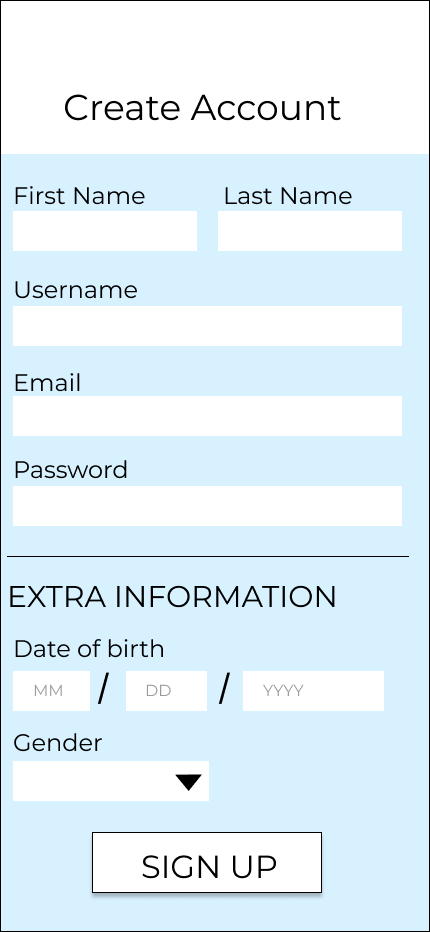 Create Account
First Name Last Name
Username
Email
Password
EXTRA INFORMATION
Date of birth
MM / DD / YYYY
Gender
SIGN UP